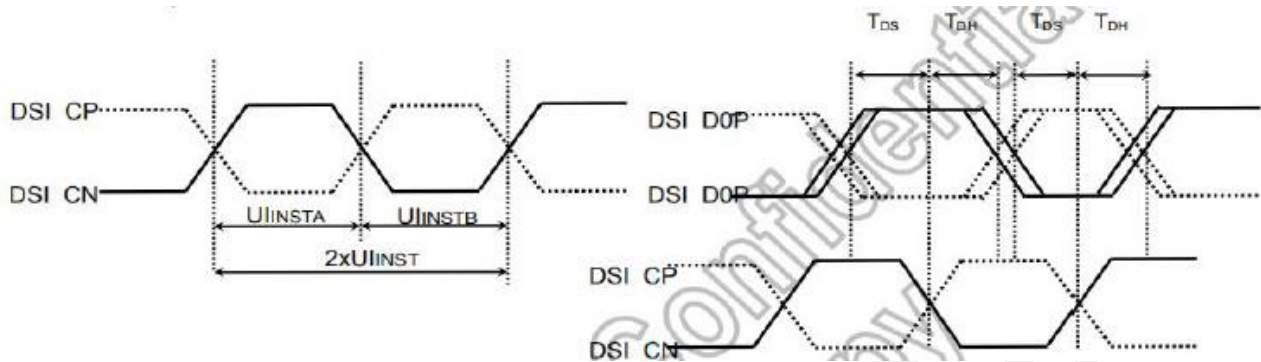 TDS TDH TDS TDH
DSI CP
DSI CN
UIINSTA UIINSTB
2xUIINST
DSI D0P
DSI D0P
DSI CP
DSI CN
Confidential